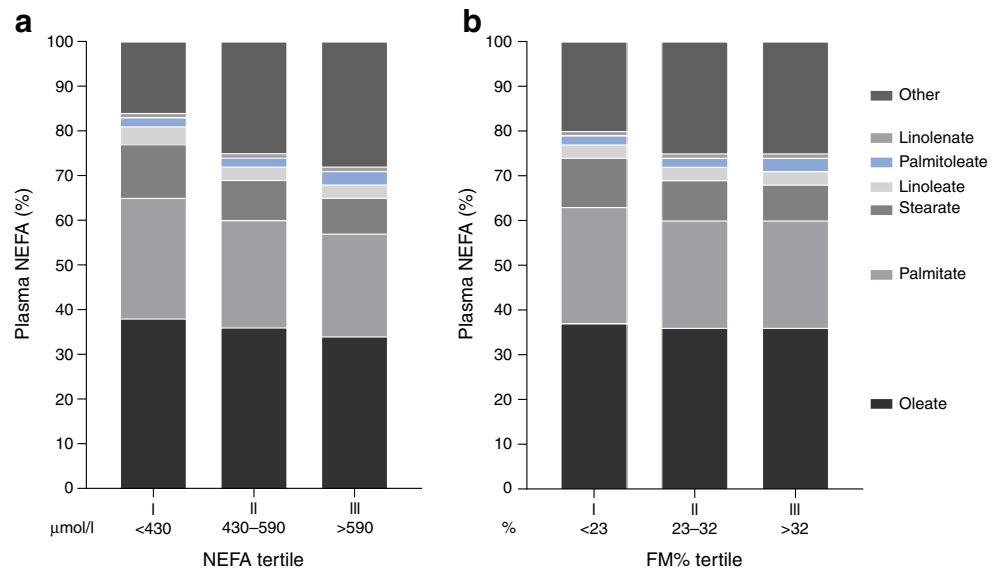 a
100
90
80
70
60
50
40
30
20
10
0
Plasma NEFA (%)
I II III
μmol/l <430 430–590 >590
NEFA tertile
b
100
90
80
70
60
50
40
30
20
10
0
Plasma NEFA (%)
I II III
% <23 23–32 >32
FM% tertile
Other
Linolenate
Palmitoleate
Linoleate
Stearate
Palmitate
Oleate